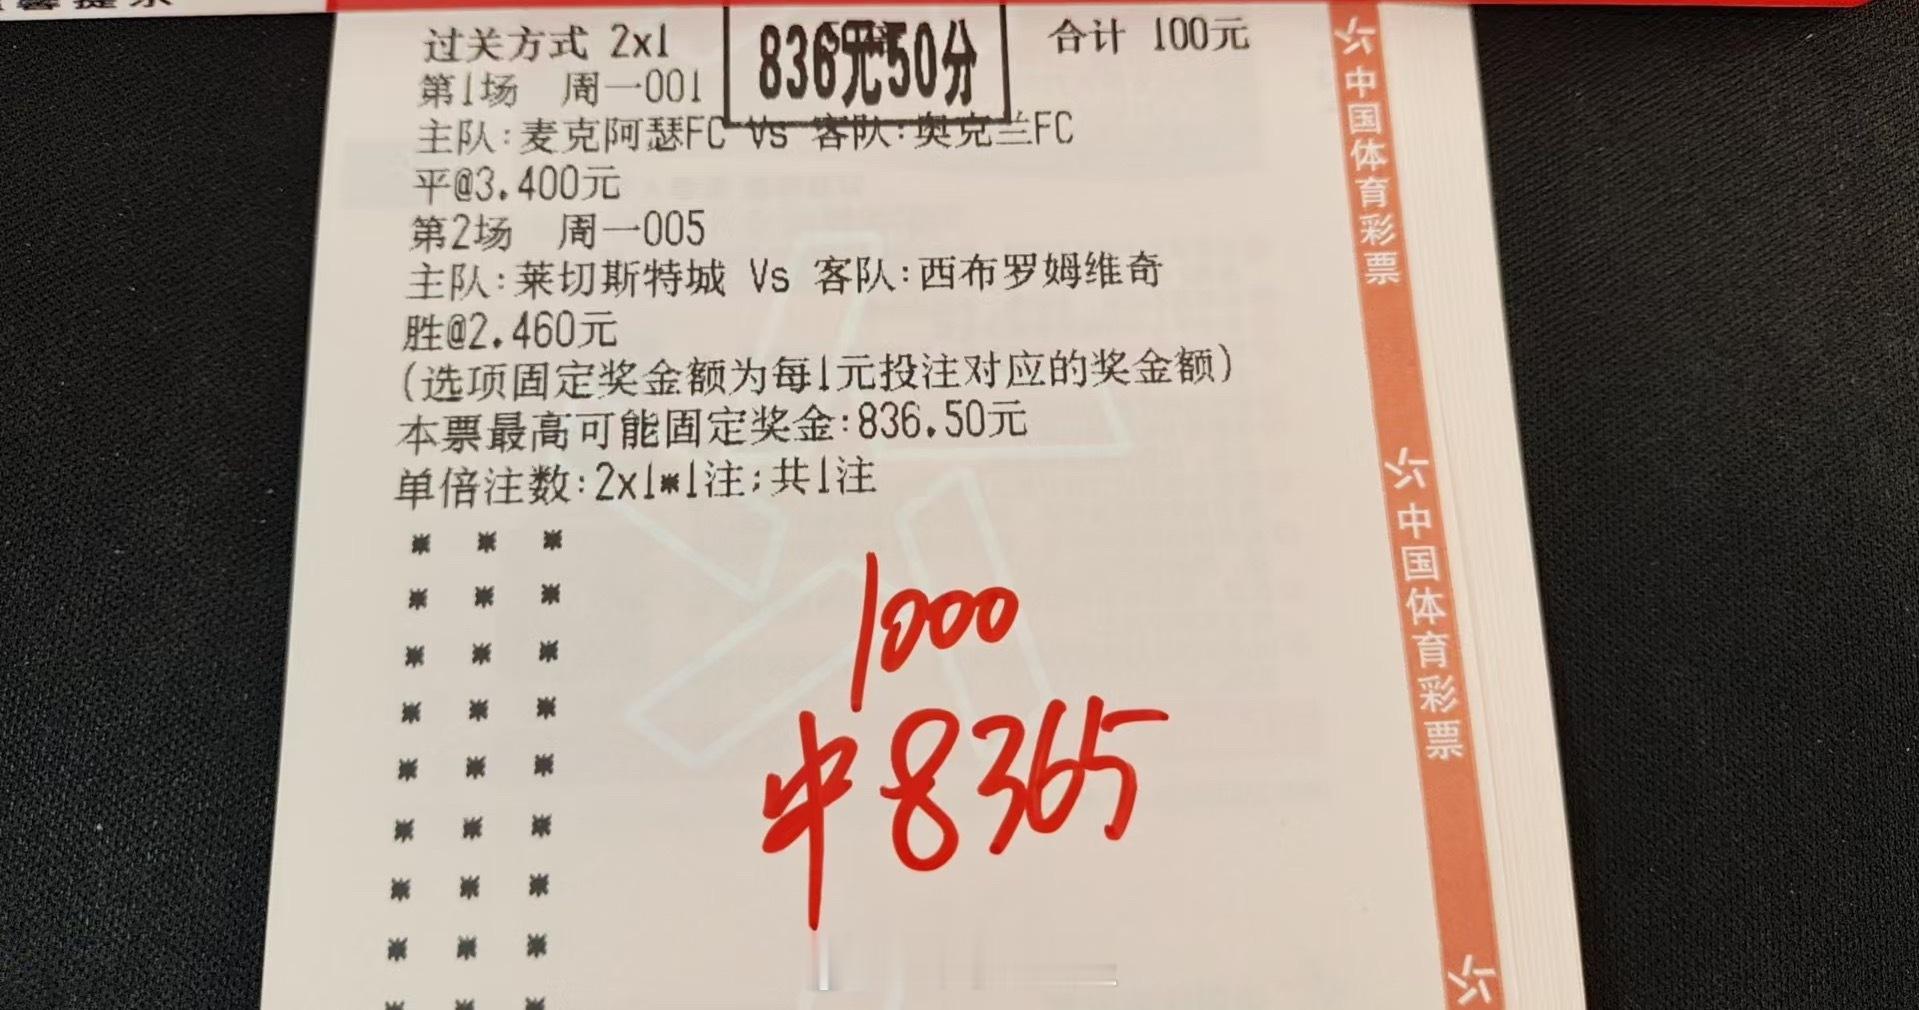 过关方式 2x1
836元50分
合计 100元
第1场 周一001
主队:麦克阿瑟FC Vs 客队:奥克兰FC
平@3.400元
第2场 周一005
主队:莱切斯特城 Vs 客队:西布罗姆维奇
胜@2.460元
(选项固定奖金额为每1元投注对应的奖金额)
本票最高可能固定奖金:836.50元
单倍注数:2x1*1注;共1注
1000
中8365
中国体育彩票
中国体育彩票